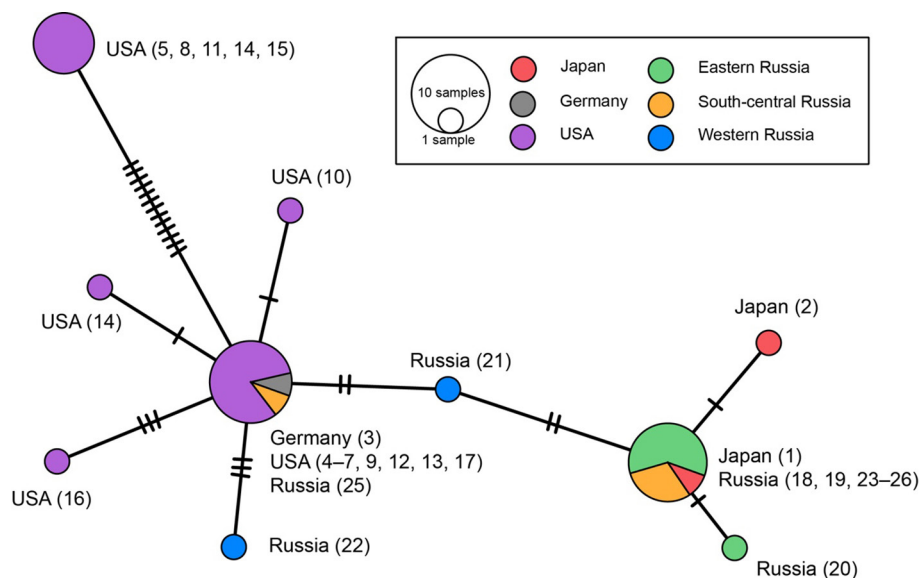 USA (5, 8, 11, 14, 15)
10 samples
1 sample
Japan
Germany
USA
Eastern Russia
South-central Russia
Western Russia
USA (10)
USA (14)
Japan (2)
Russia (21)
Germany (3)
USA (4–7, 9, 12, 13, 17)
Russia (25)
Japan (1)
Russia (18, 19, 23–26)
USA (16)
Russia (22)
Russia (20)